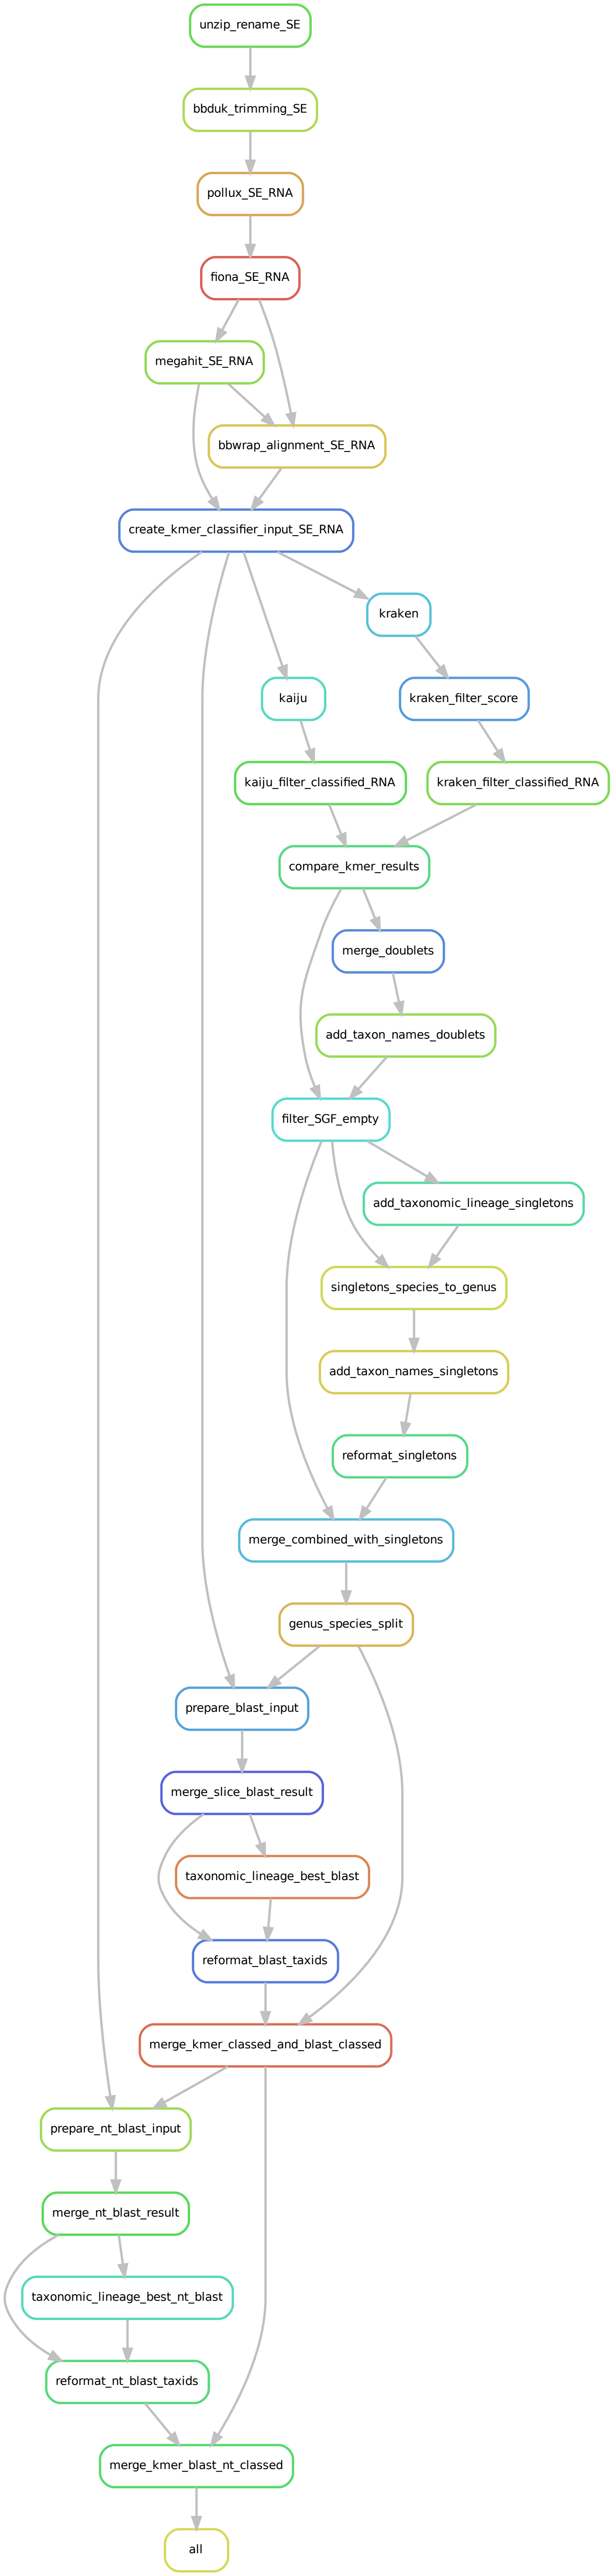 unzip_rename_SE
bbduk_trimming_SE
pollux_SE_RNA
fiona_SE_RNA
megahit_SE_RNA
bbwrap_alignment_SE_RNA
create_kmer_classifier_input_SE_RNA
kraken
kaiju
kraken_filter_score
kaiju_filter_classified_RNA
kraken_filter_classified_RNA
compare_kmer_results
merge_doublets
add_taxon_names_doublets
filter_SGF_empty
add_taxonomic_lineage_singletons
singletons_species_to_genus
add_taxon_names_singletons
reformat_singletons
merge_combined_with_singletons
genus_species_split
prepare_blast_input
merge_slice_blast_result
taxonomic_lineage_best_blast
reformat_blast_taxids
merge_kmer_classed_and_blast_classed
prepare_nt_blast_input
merge_nt_blast_result
taxonomic_lineage_best_nt_blast
reformat_nt_blast_taxids
merge_kmer_blast_nt_classed
all